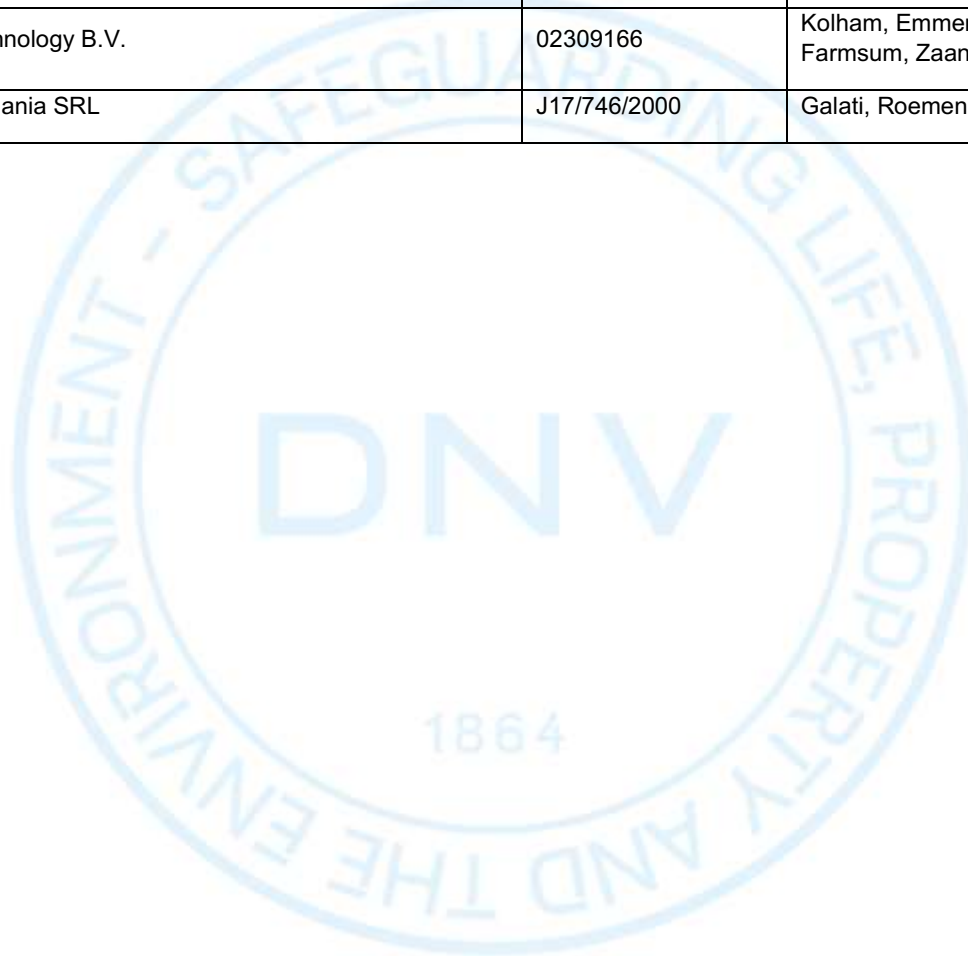 hnology B.V. 02309166 Kolham, Emmer
Farmsum, Zaan
ania SRL J17/746/2000 Galati, Roemen
SAFEGUARDING LIFE, PROPERTY AND THE ENVIRONMENT -
DNV
1864